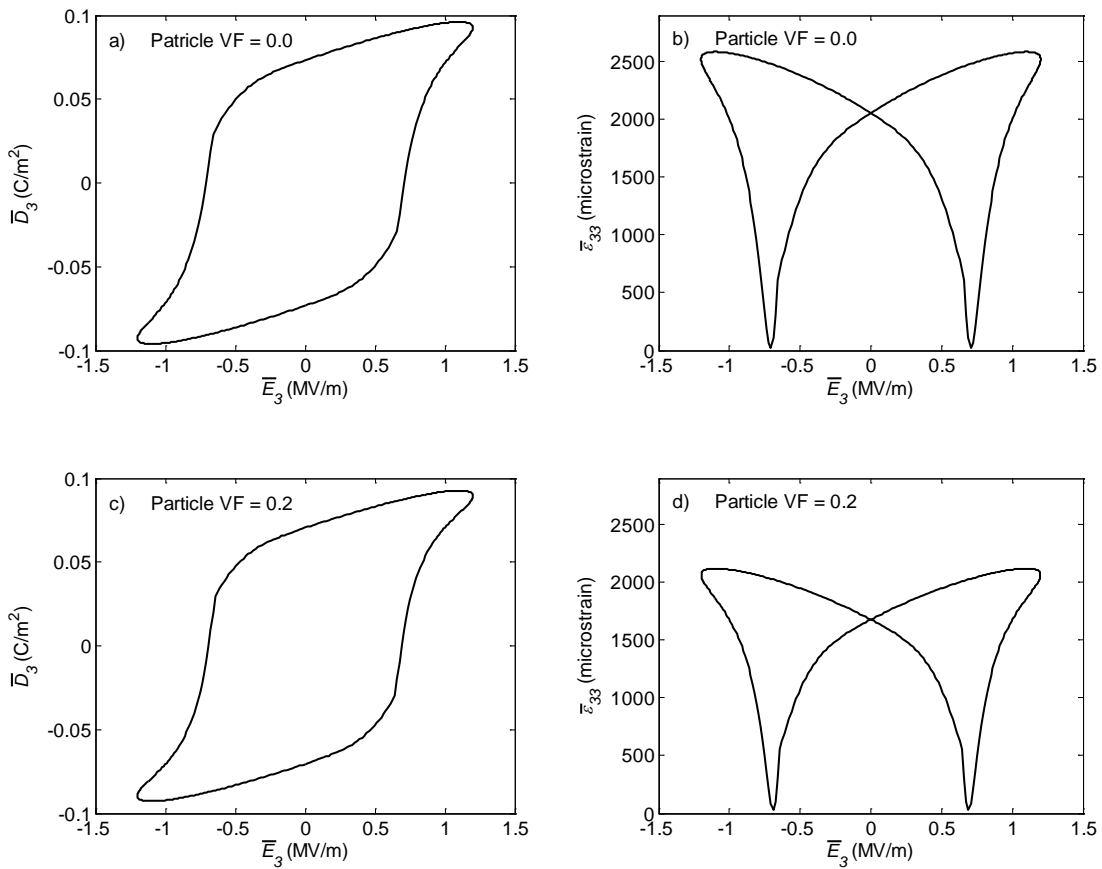 a) Patricle VF = 0.0
0.1
0.05
0
-0.05
-0.1
D̅₃ (C/m²)
-1.5 -1 -0.5 0 0.5 1 1.5
E̅₃ (MV/m)
b) Particle VF = 0.0
2500
2000
1500
1000
500
0
ε̅₃₃ (microstrain)
-1.5 -1 -0.5 0 0.5 1 1.5
E̅₃ (MV/m)
c) Particle VF = 0.2
0.1
0.05
0
-0.05
-0.1
D̅₃ (C/m²)
-1.5 -1 -0.5 0 0.5 1 1.5
E̅₃ (MV/m)
d) Particle VF = 0.2
2500
2000
1500
1000
500
0
ε̅₃₃ (microstrain)
-1.5 -1 -0.5 0 0.5 1 1.5
E̅₃ (MV/m)